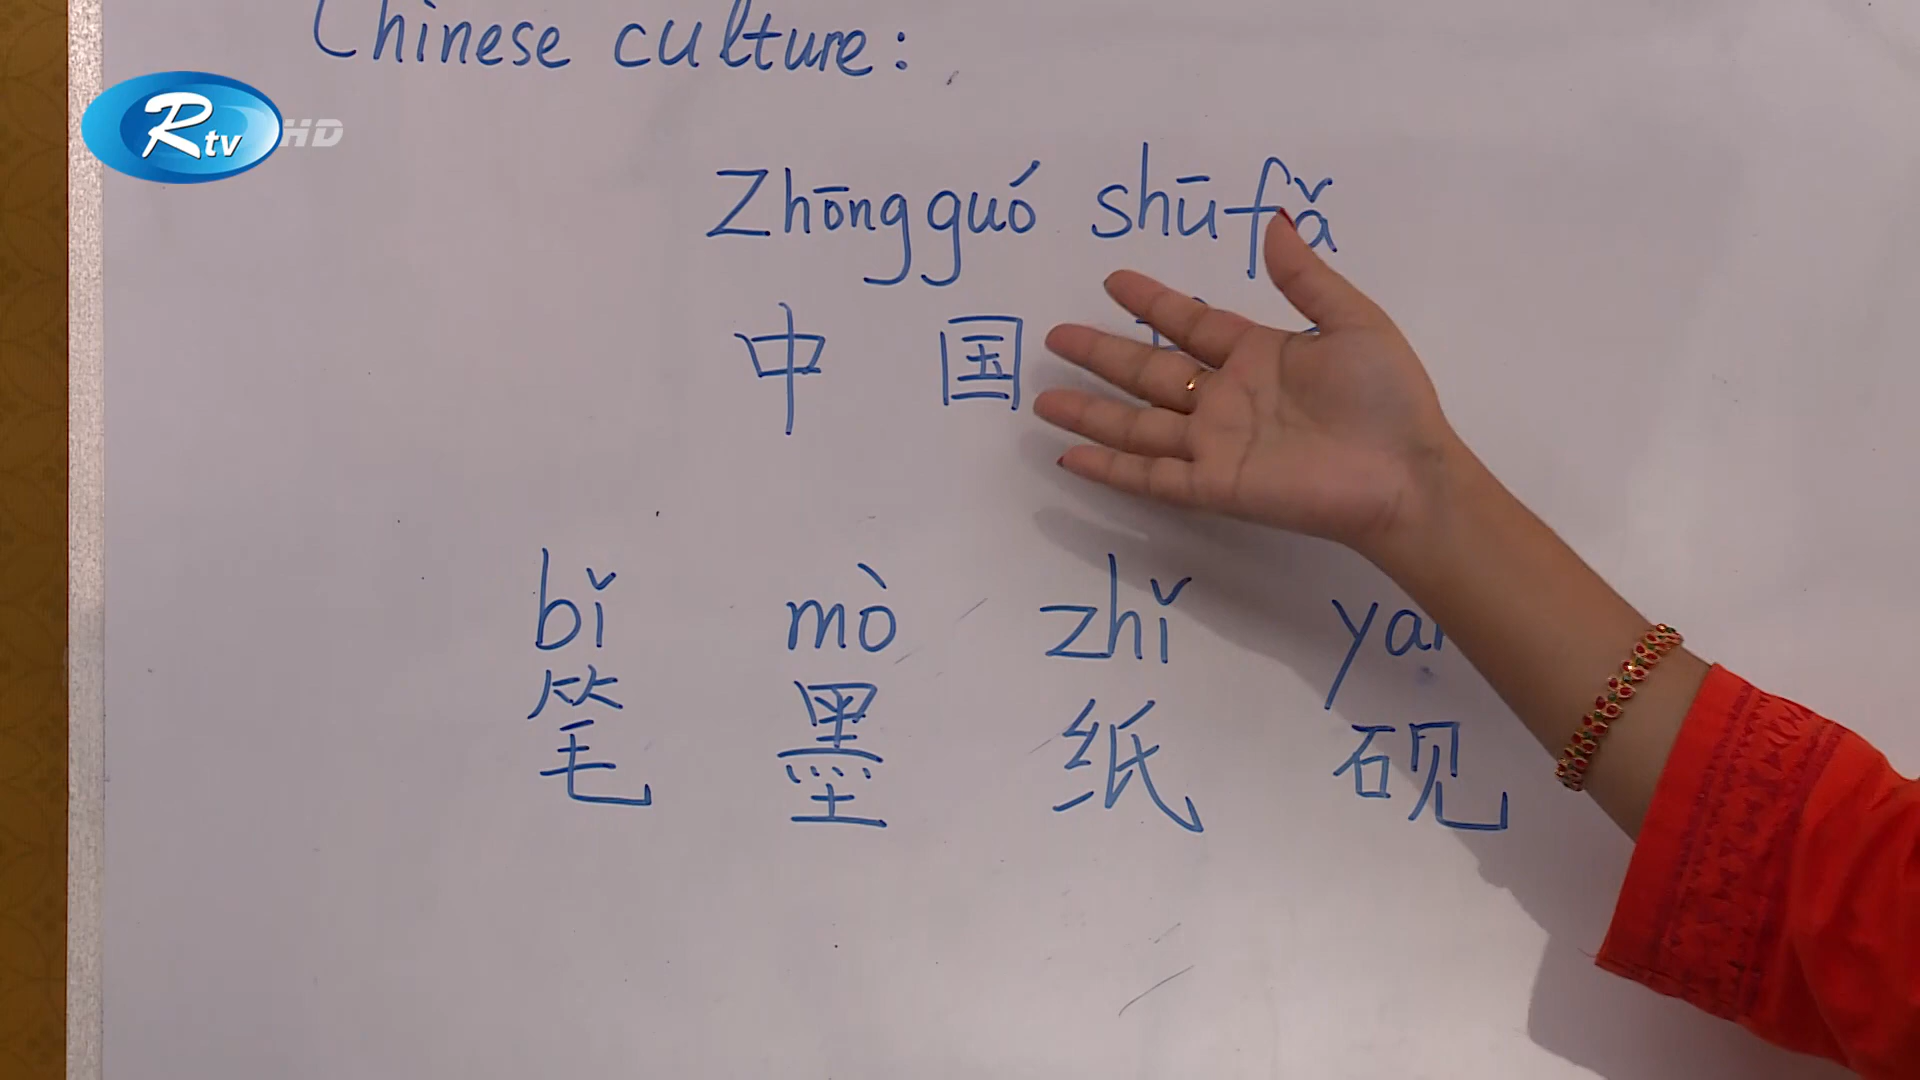 Chinese culture:
Rtv HD
Zhōngguó shūfǎ
中 国
bǐ mò zhǐ
笔 墨 纸 砚